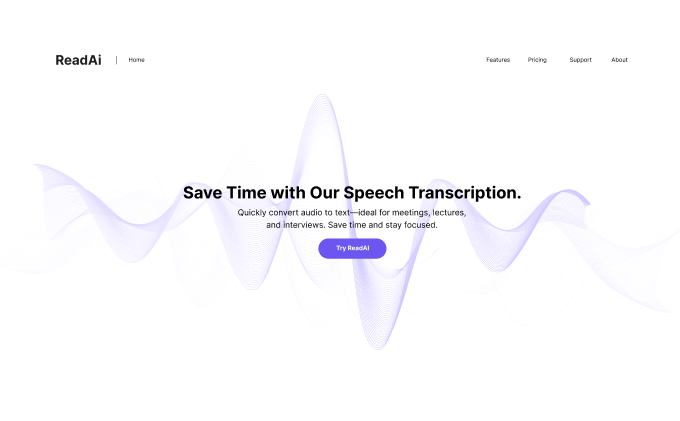 ReadAi | Home Features Pricing Support About
Save Time with Our Speech Transcription.
Quickly convert audio to text—ideal for meetings, lectures,
and interviews. Save time and stay focused.
Try ReadAI